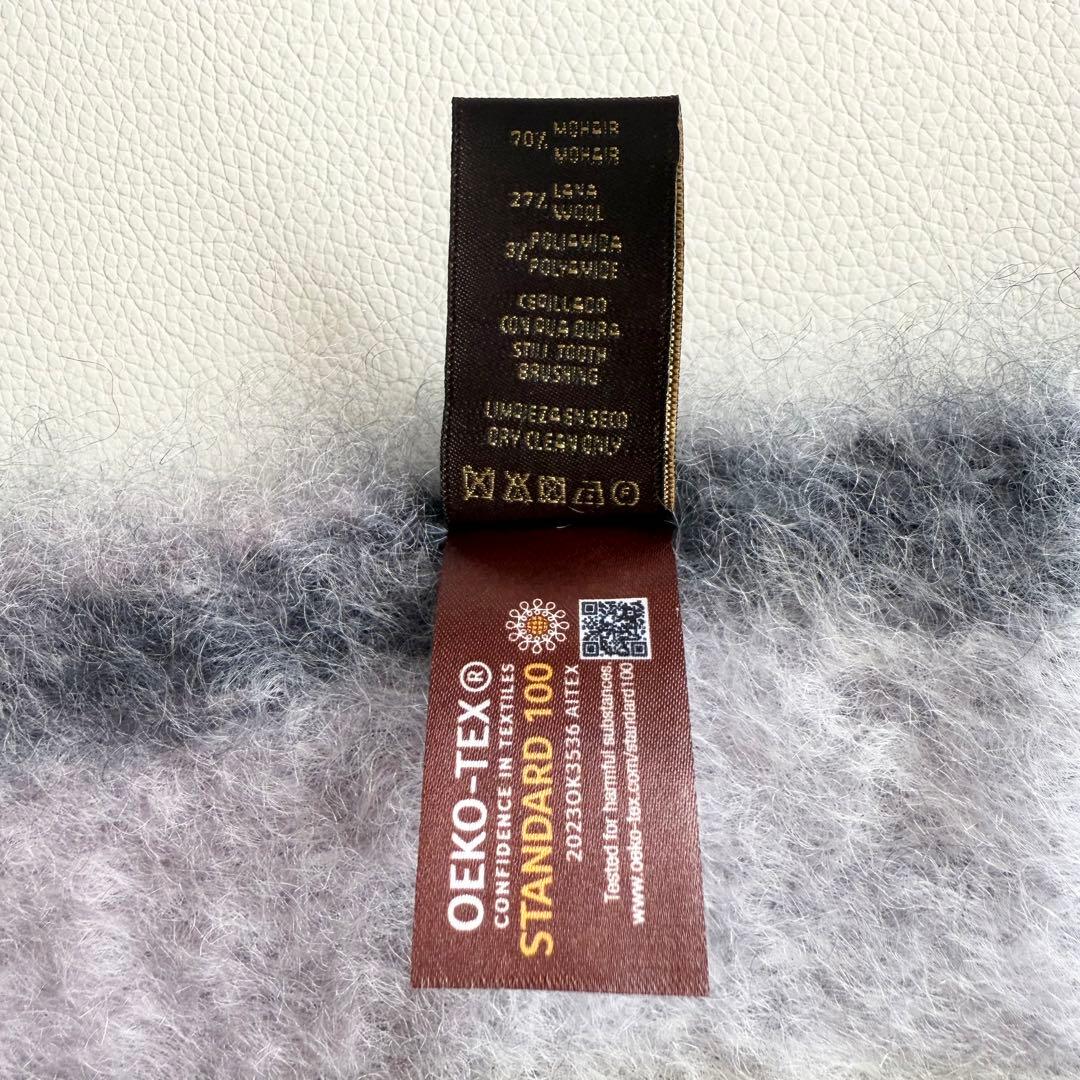 70% MOHAIR
MOHAIR
27% LANA
WOOL
3% POLIAMIDA
POLYAMIDE
CEPILLADO
CON PUA DURA
STILL TOOTH
BRUSHING
LIMPIEZA EN SECO
DRY CLEAN ONLY
OEKO-TEX®
CONFIDENCE IN TEXTILES
STANDARD 100
2023OK3536 AITEX
Tested for harmful substances.
www.oeko-tex.com/standard100